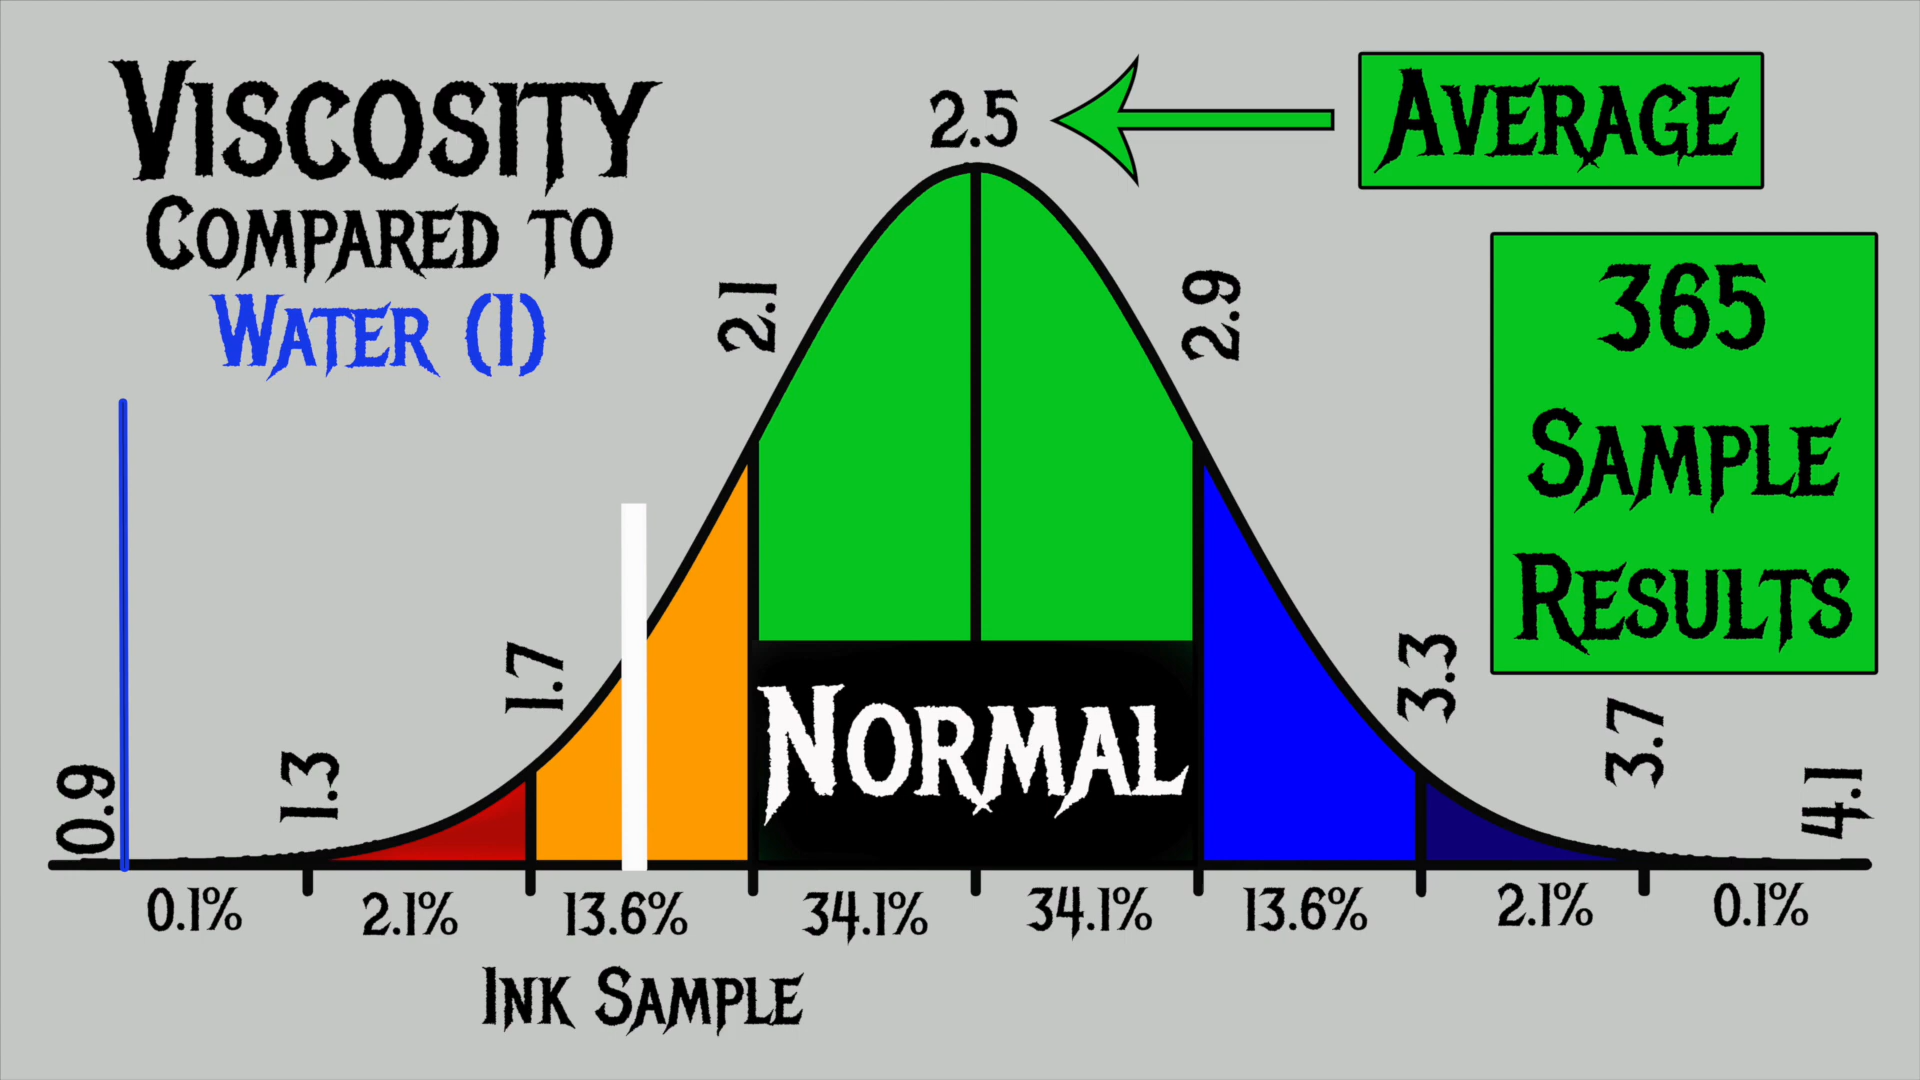 VISCOSITY
COMPARED TO
WATER (1)
2.5
AVERAGE
365
SAMPLE
RESULTS
0.9
1.3
1.7
2.1
2.9
3.3
3.7
4.1
NORMAL
0.1%
2.1%
13.6%
34.1%
34.1%
13.6%
2.1%
0.1%
INK SAMPLE